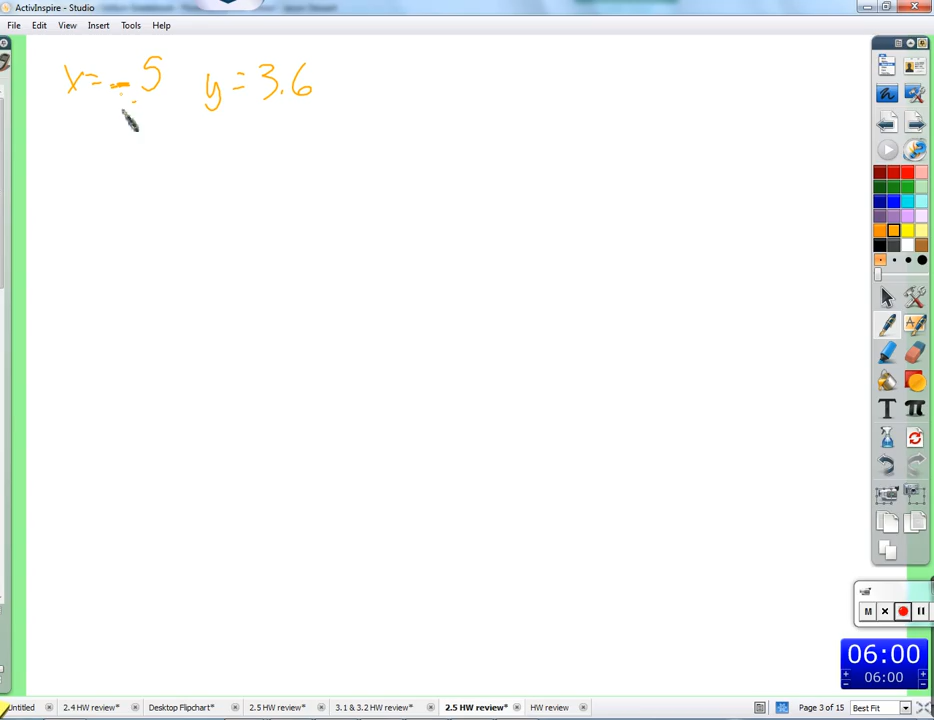 ActivInspire - Studio
File Edit View Insert Tools Help
x = -5 y = 3.6
M
06:00
06:00
Untitled 2.4 HW review* Desktop Flipchart* 2.5 HW review* 3.1 & 3.2 HW review* 2.5 HW review* HW review Page 3 of 15 Best Fit